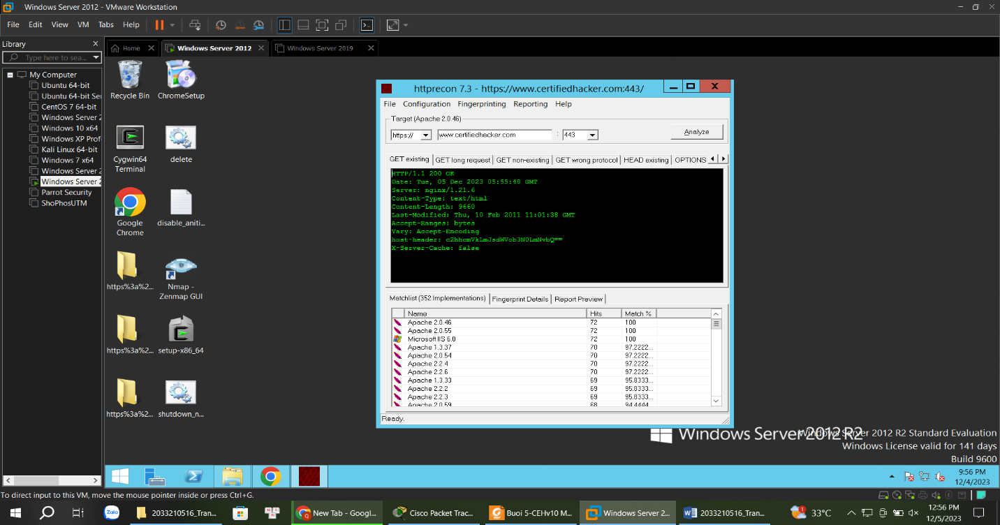 Windows Server 2012 - VMware Workstation
File Edit View VM Tabs Help
Library
Type here to sea...
My Computer
Ubuntu 64-bit
Ubuntu 64-bit Ser
CentOS 7 64-bit
Windows Server 2
Windows 10 x64
Windows XP Prof
Kali Linux 64-bit
Windows 7 x64
Windows Server 2
Windows Server 2
Parrot Security
ShoPhosUTM
Home
Windows Server 2012
Windows Server 2019
Recycle Bin
ChromeSetup
Cygwin64 Terminal
delete
Google Chrome
disable_aniti...
https%3a%2...
Nmap - Zenmap GUI
https%3a%2...
setup-x86_64
https%3a%2...
shutdown_n...
httprecon 7.3 - https://www.certifiedhacker.com:443/
File Configuration Fingerprinting Reporting Help
Target (Apache 2.0.46)
https:// www.certifiedhacker.com : 443 Analyze
GET existing GET long request GET non-existing GET wrong protocol HEAD existing OPTIONS
HTTP/1.1 200 OK
Date: Tue, 05 Dec 2023 05:55:48 GMT
Server: nginx/1.21.6
Content-Type: text/html
Content-Length: 9660
Last-Modified: Thu, 10 Feb 2011 11:01:38 GMT
Accept-Ranges: bytes
Vary: Accept-Encoding
host-header: c2hhcmVkLmJsdWVob3N0LmNvbQ==
X-Server-Cache: false
Matchlist (352 Implementations) Fingerprint Details Report Preview
Name Hits Match %
Apache 2.0.46 72 100
Apache 2.0.55 72 100
Microsoft IIS 6.0 72 100
Apache 1.3.37 70 97.2222...
Apache 2.0.54 70 97.2222...
Apache 2.2.4 70 97.2222...
Apache 2.2.6 70 97.2222...
Apache 1.3.33 69 95.8333...
Apache 2.2.2 69 95.8333...
Apache 2.2.3 69 95.8333...
Apache 2.0.59 68 94.4444...
Ready.
Windows Server 2012 R2
Windows Server 2012 R2 Standard Evaluation
Windows License valid for 141 days
Build 9600
9:56 PM
12/4/2023
To direct input to this VM, move the mouse pointer inside or press Ctrl+G.
Zalo
2033210516_Tran...
New Tab - Googl...
Cisco Packet Trac...
Buoi 5-CEHv10 M...
Windows Server 2...
2033210516_Tran...
33°C
12:56 PM
12/5/2023